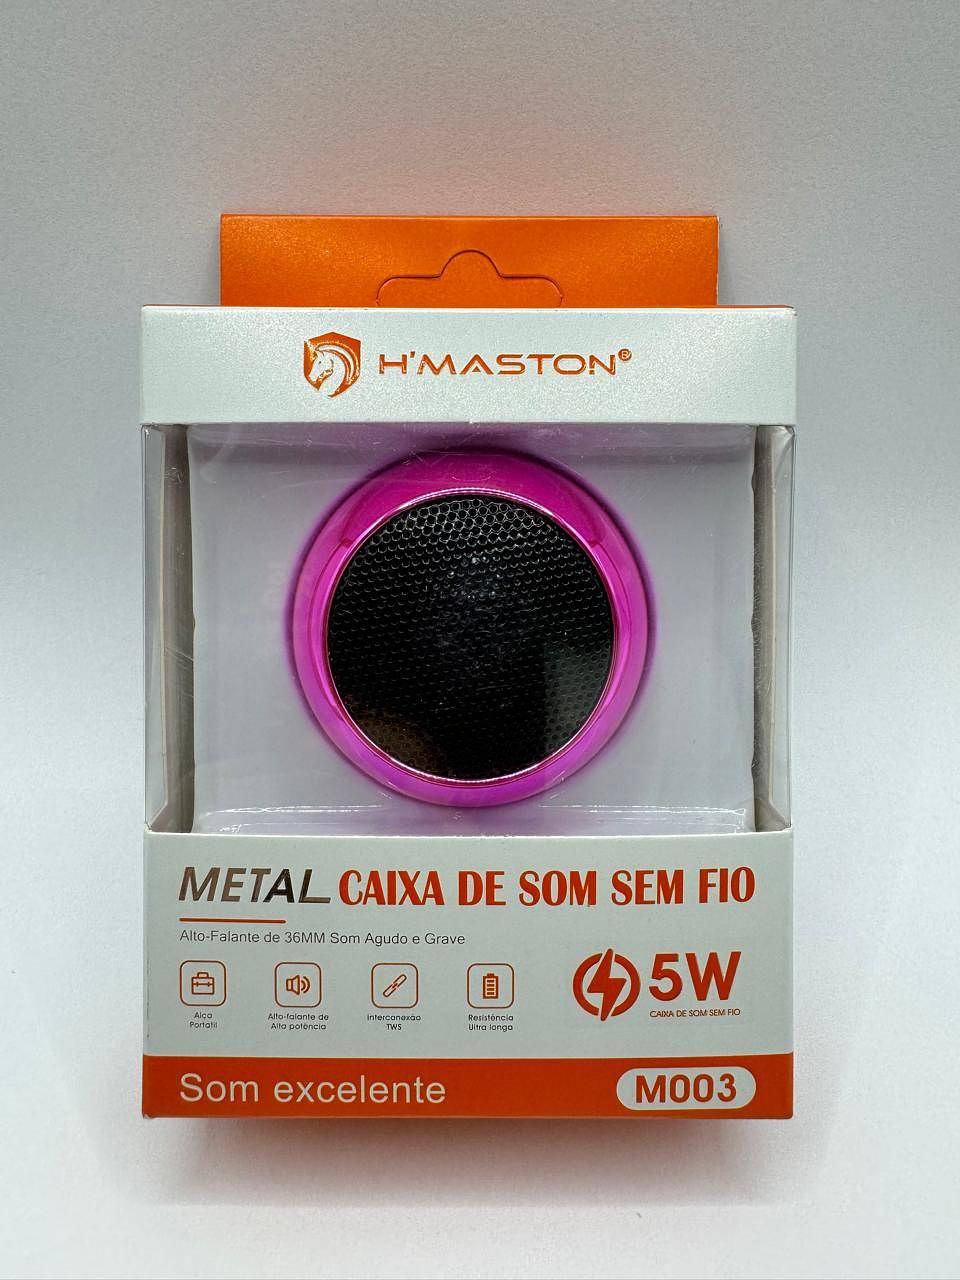 H'MASTON®
METAL CAIXA DE SOM SEM FIO
Alto-Falante de 36MM Som Agudo e Grave
5W
CAIXA DE SOM SEM FIO
Alça
Portatil
Alto-falante de
Alta potência
Interconexão
TWS
Resistência
Ultra longa
Som excelente
M003